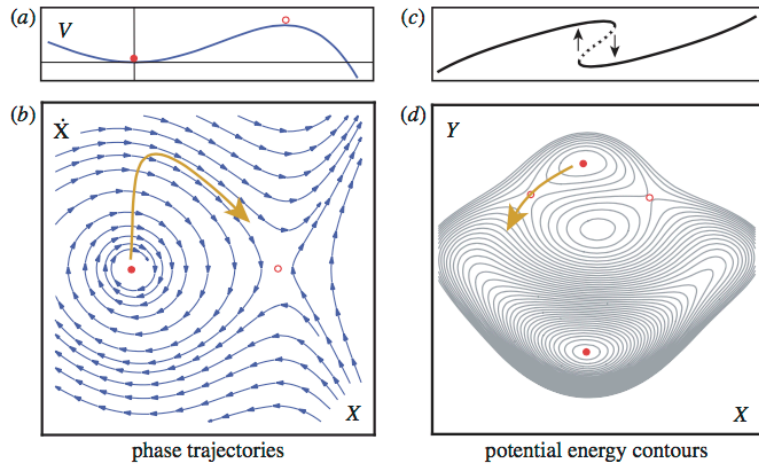 (a)
V
(b)
Ẋ
X
phase trajectories
(c)
(d)
Y
X
potential energy contours